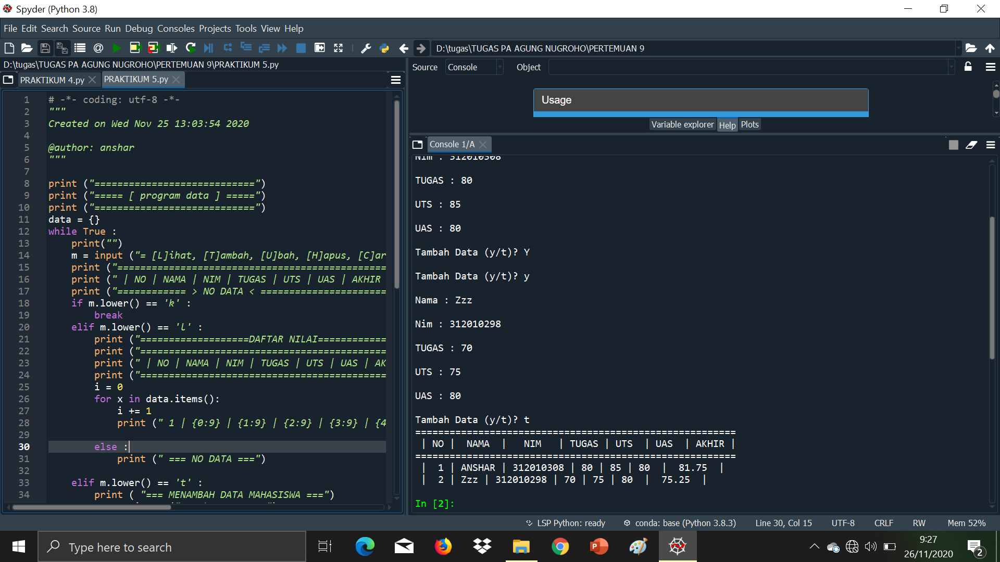 Spyder (Python 3.8)
File Edit Search Source Run Debug Consoles Projects Tools View Help
D:\tugas\TUGAS PA AGUNG NUGROHO\PERTEMUAN 9
D:\tugas\TUGAS PA AGUNG NUGROHO\PERTEMUAN 9\PRAKTIKUM 5.py
PRAKTIKUM 4.py
PRAKTIKUM 5.py
1 # -*- coding: utf-8 -*-
2 """
3 Created on Wed Nov 25 13:03:54 2020
4
5 @author: anshar
6 """
7
8 print ("============================")
9 print ("===== [ program data ] =====")
10 print ("============================")
11 data = {}
12 while True :
13 print("")
14 m = input ("= [L]ihat, [T]ambah, [U]bah, [H]apus, [C]ar
15 print ("===============================================
16 print (" | NO | NAMA | NIM | TUGAS | UTS | UAS | AKHIR
17 print ("============ > NO DATA < ======================
18 if m.lower() == 'k' :
19 break
20 elif m.lower() == 'l' :
21 print ("===================DAFTAR NILAI============
22 print ("===========================================
23 print (" | NO | NAMA | NIM | TUGAS | UTS | UAS | AK
24 print ("===========================================
25 i = 0
26 for x in data.items():
27 i += 1
28 print (" 1 | {0:9} | {1:9} | {2:9} | {3:9} | {4
29
30 else :
31 print (" === NO DATA ===")
32
33 elif m.lower() == 't' :
34 print ( "=== MENAMBAH DATA MAHASISWA ===")
Source Console Object
Usage
Variable explorer Help Plots
Console 1/A
Nim : 312010308
TUGAS : 80
UTS : 85
UAS : 80
Tambah Data (y/t)? Y
Tambah Data (y/t)? y
Nama : Zzz
Nim : 312010298
TUGAS : 70
UTS : 75
UAS : 80
Tambah Data (y/t)? t
========================================================
| NO | NAMA | NIM | TUGAS | UTS | UAS | AKHIR |
========================================================
| 1 | ANSHAR | 312010308 | 80 | 85 | 80 | 81.75 |
| 2 | Zzz | 312010298 | 70 | 75 | 80 | 75.25 |
In [2]:
LSP Python: ready conda: base (Python 3.8.3) Line 30, Col 15 UTF-8 CRLF RW Mem 52%
Type here to search
9:27
26/11/2020
2